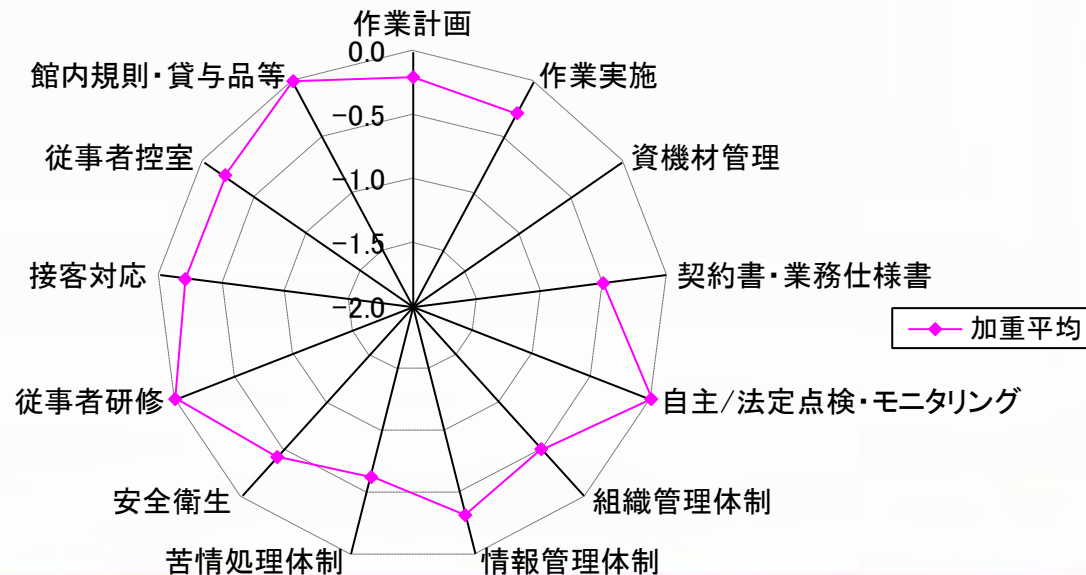 作業計画
0.0
館内規則・貸与品等
作業実施
-0.5
従事者控室
資機材管理
-1.0
-1.5
接客対応
契約書・業務仕様書
-2.0
加重平均
従事者研修
自主/法定点検・モニタリング
安全衛生
組織管理体制
苦情処理体制
情報管理体制